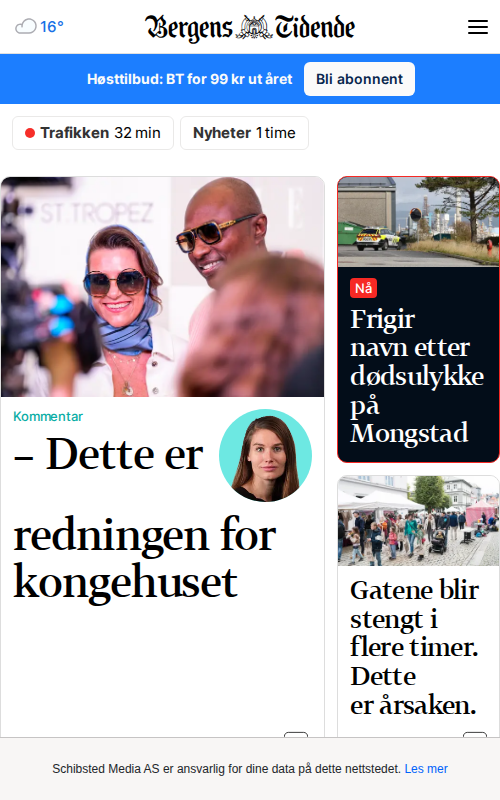 16°
Bergens Tidende
Høsttilbud: BT for 99 kr ut året
Bli abonnent
Trafikken 32 min
Nyheter 1 time
ST TROPEZ
Kommentar
– Dette er
redningen for
kongehuset
Nå
Frigir
navn etter
dødsulykke
på
Mongstad
Gatene blir
stengt i
flere timer.
Dette
er årsaken.
Schibsted Media AS er ansvarlig for dine data på dette nettstedet. Les mer